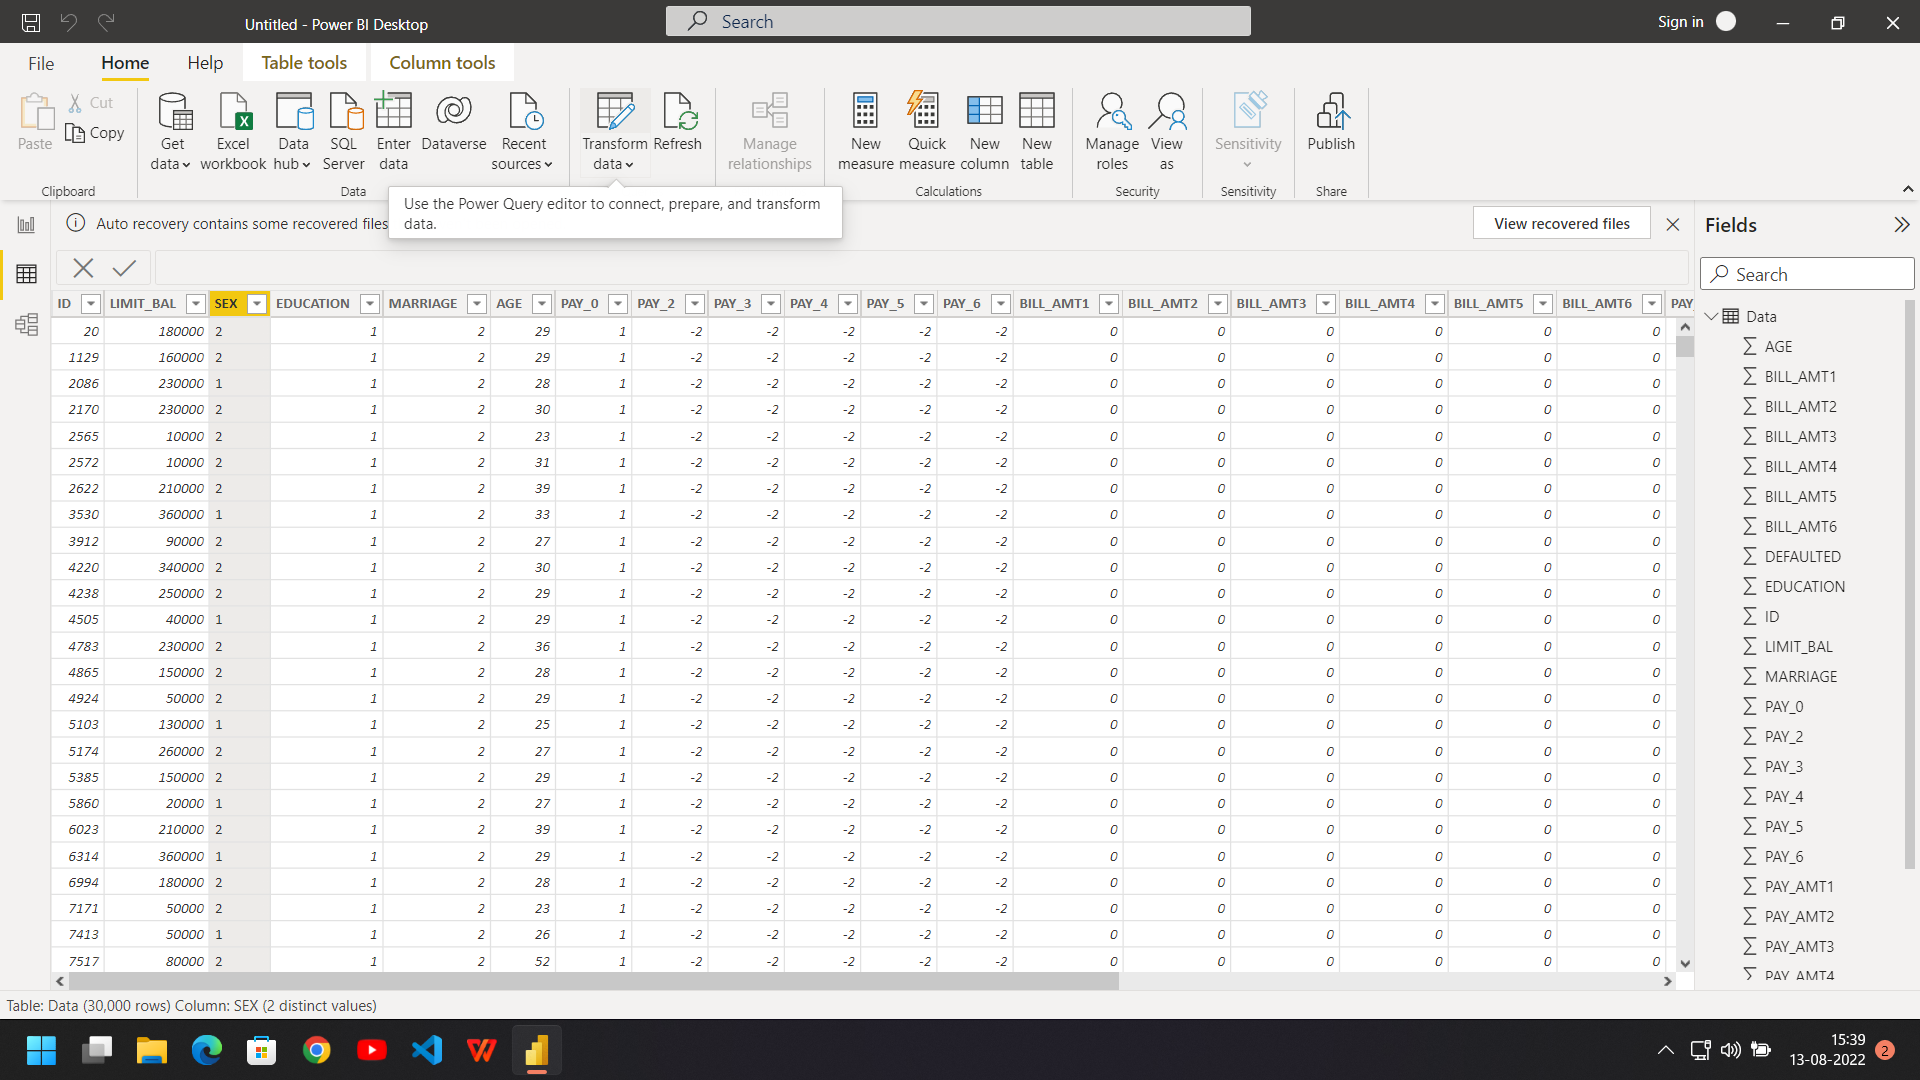 Untitled - Power BI Desktop
Search
Sign in
File Home Help Table tools Column tools
Paste
Cut
Copy
Clipboard
Get data
Excel workbook
Data hub
SQL Server
Enter data
Dataverse
Recent sources
Data
Transform data
Refresh
Manage relationships
New measure
Quick measure
New column
New table
Calculations
Manage roles
View as
Security
Sensitivity
Sensitivity
Publish
Share
Use the Power Query editor to connect, prepare, and transform
data.
Auto recovery contains some recovered files
View recovered files
ID LIMIT_BAL SEX EDUCATION MARRIAGE AGE PAY_0 PAY_2 PAY_3 PAY_4 PAY_5 PAY_6 BILL_AMT1 BILL_AMT2 BILL_AMT3 BILL_AMT4 BILL_AMT5 BILL_AMT6 PAY_
20 180000 2 1 2 29 1 -2 -2 -2 -2 -2 0 0 0 0 0 0
1129 160000 2 1 2 29 1 -2 -2 -2 -2 -2 0 0 0 0 0 0
2086 230000 1 1 2 28 1 -2 -2 -2 -2 -2 0 0 0 0 0 0
2170 230000 2 1 2 30 1 -2 -2 -2 -2 -2 0 0 0 0 0 0
2565 10000 2 1 2 23 1 -2 -2 -2 -2 -2 0 0 0 0 0 0
2572 10000 2 1 2 31 1 -2 -2 -2 -2 -2 0 0 0 0 0 0
2622 210000 2 1 2 39 1 -2 -2 -2 -2 -2 0 0 0 0 0 0
3530 360000 1 1 2 33 1 -2 -2 -2 -2 -2 0 0 0 0 0 0
3912 90000 2 1 2 27 1 -2 -2 -2 -2 -2 0 0 0 0 0 0
4220 340000 2 1 2 30 1 -2 -2 -2 -2 -2 0 0 0 0 0 0
4238 250000 2 1 2 29 1 -2 -2 -2 -2 -2 0 0 0 0 0 0
4505 40000 1 1 2 29 1 -2 -2 -2 -2 -2 0 0 0 0 0 0
4783 230000 2 1 2 36 1 -2 -2 -2 -2 -2 0 0 0 0 0 0
4865 150000 2 1 2 28 1 -2 -2 -2 -2 -2 0 0 0 0 0 0
4924 50000 2 1 2 29 1 -2 -2 -2 -2 -2 0 0 0 0 0 0
5103 130000 1 1 2 25 1 -2 -2 -2 -2 -2 0 0 0 0 0 0
5174 260000 2 1 2 27 1 -2 -2 -2 -2 -2 0 0 0 0 0 0
5385 150000 2 1 2 29 1 -2 -2 -2 -2 -2 0 0 0 0 0 0
5860 20000 1 1 2 27 1 -2 -2 -2 -2 -2 0 0 0 0 0 0
6023 210000 2 1 2 39 1 -2 -2 -2 -2 -2 0 0 0 0 0 0
6314 360000 1 1 2 29 1 -2 -2 -2 -2 -2 0 0 0 0 0 0
6994 180000 2 1 2 28 1 -2 -2 -2 -2 -2 0 0 0 0 0 0
7171 50000 2 1 2 23 1 -2 -2 -2 -2 -2 0 0 0 0 0 0
7413 50000 1 1 2 26 1 -2 -2 -2 -2 -2 0 0 0 0 0 0
7517 80000 2 1 2 52 1 -2 -2 -2 -2 -2 0 0 0 0 0 0
Fields
Search
Data
AGE
BILL_AMT1
BILL_AMT2
BILL_AMT3
BILL_AMT4
BILL_AMT5
BILL_AMT6
DEFAULTED
EDUCATION
ID
LIMIT_BAL
MARRIAGE
PAY_0
PAY_2
PAY_3
PAY_4
PAY_5
PAY_6
PAY_AMT1
PAY_AMT2
PAY_AMT3
PAY_AMT4
Table: Data (30,000 rows) Column: SEX (2 distinct values)
15:39
13-08-2022
2